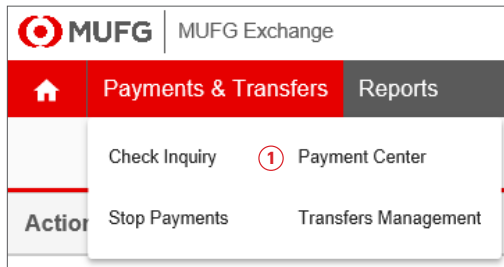 MUFG MUFG Exchange
Payments & Transfers Reports
Check Inquiry 1 Payment Center
Action
Stop Payments Transfers Management